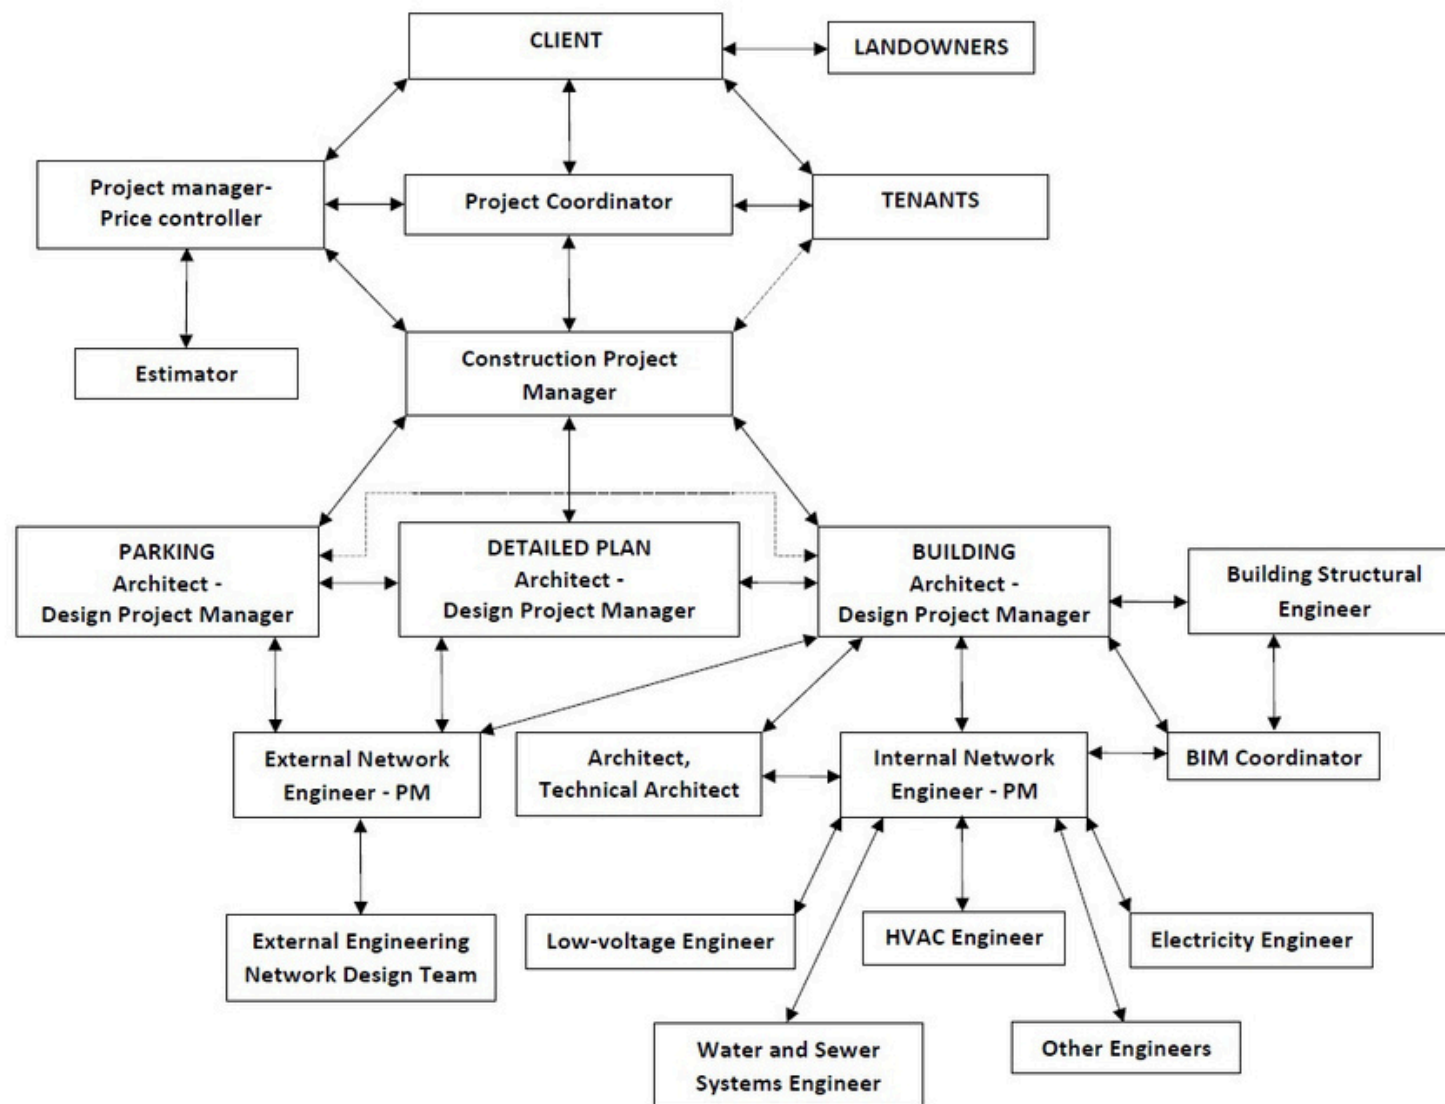 CLIENT
LANDOWNERS
Project manager-
Price controller
Project Coordinator
TENANTS
Estimator
Construction Project
Manager
PARKING
Architect -
Design Project Manager
DETAILED PLAN
Architect -
Design Project Manager
BUILDING
Architect -
Design Project Manager
Building Structural
Engineer
External Network
Engineer - PM
Architect,
Technical Architect
Internal Network
Engineer - PM
BIM Coordinator
External Engineering
Network Design Team
Low-voltage Engineer
HVAC Engineer
Electricity Engineer
Water and Sewer
Systems Engineer
Other Engineers